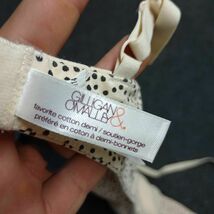 GILLIGAN
& O'MALLEY
favorite cotton demi / soutien-gorge
préféré en coton à demi-bonnets